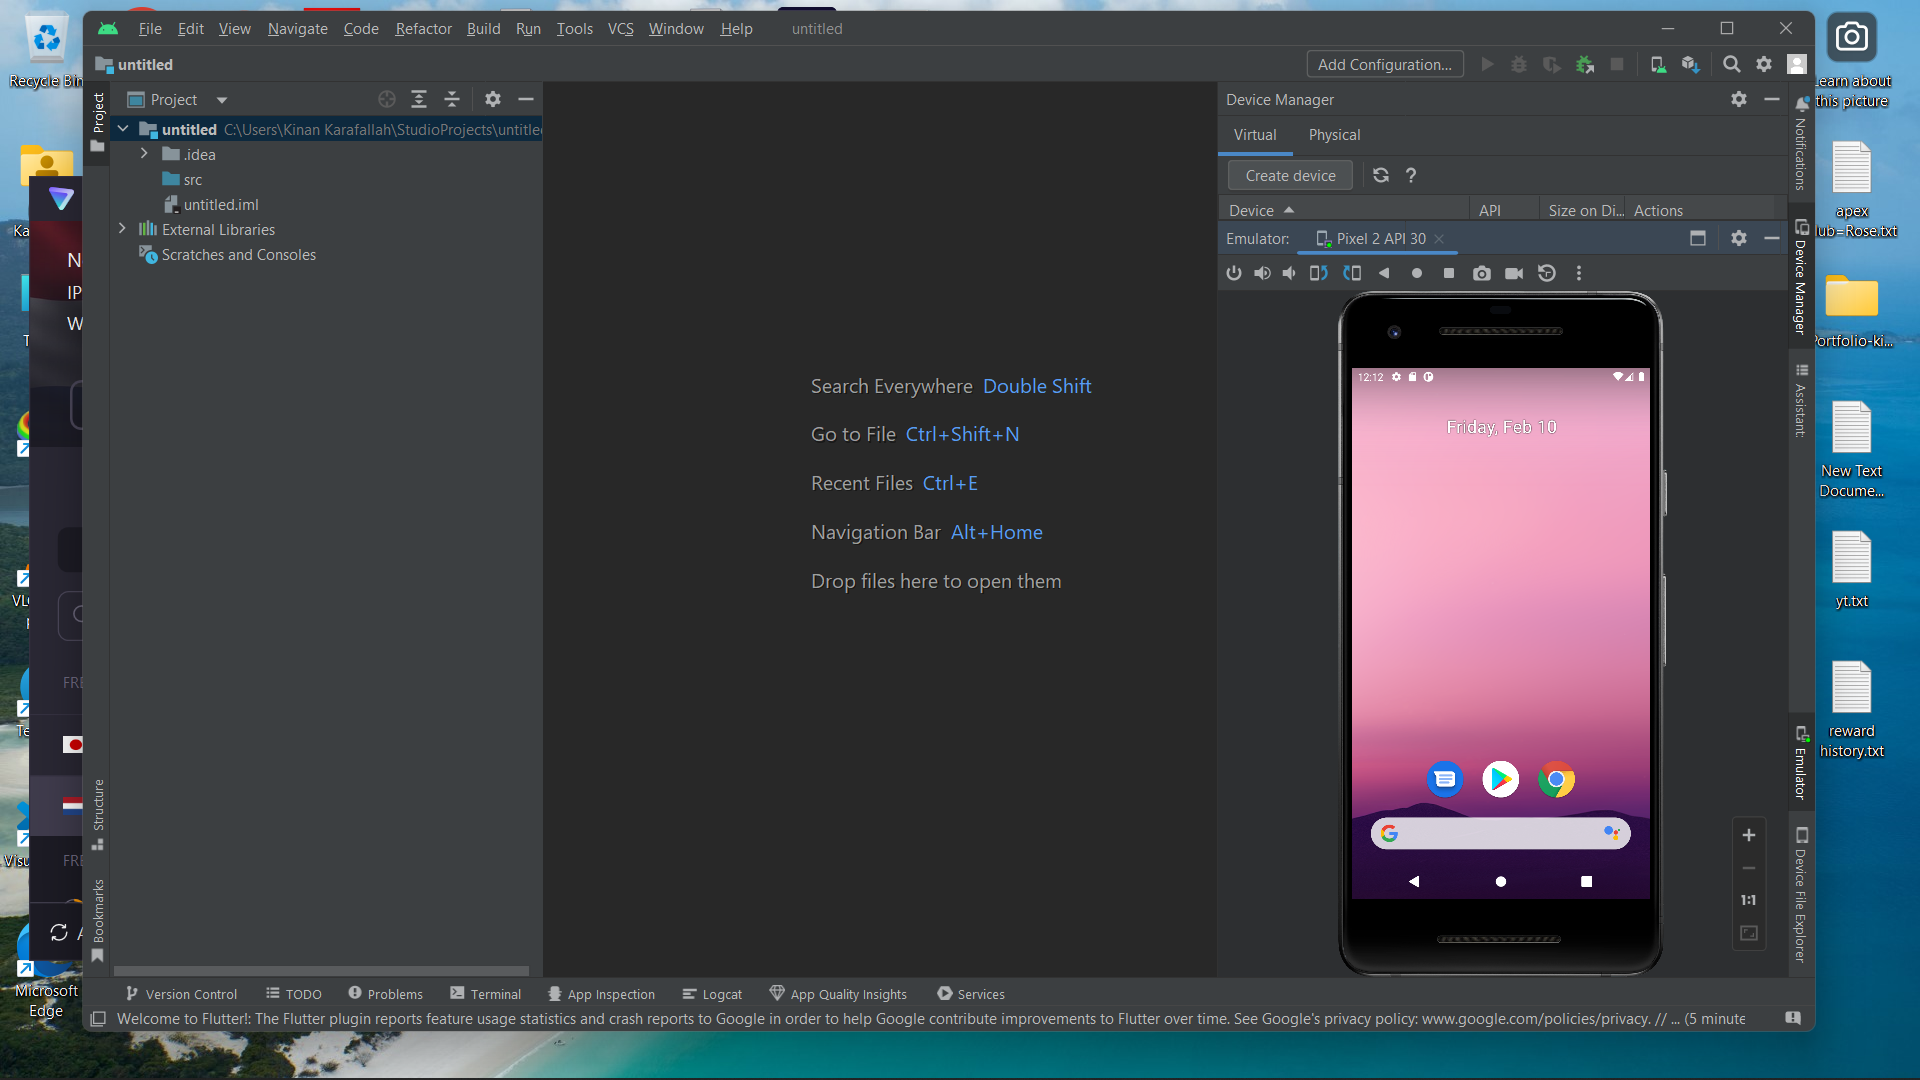 File Edit View Navigate Code Refactor Build Run Tools VCS Window Help untitled
untitled
Add Configuration...
Project
Project
untitled C:\Users\Kinan Karafallah\StudioProjects\untitled
.idea
src
untitled.iml
External Libraries
Scratches and Consoles
Structure
Bookmarks
Search Everywhere Double Shift
Go to File Ctrl+Shift+N
Recent Files Ctrl+E
Navigation Bar Alt+Home
Drop files here to open them
Device Manager
Virtual Physical
Create device ?
Device API Size on Di... Actions
Emulator: Pixel 2 API 30
12:12
Friday, Feb 10
1:1
Notifications
Device Manager
Assistant:
Emulator
Device File Explorer
Version Control TODO Problems Terminal App Inspection Logcat App Quality Insights Services
Welcome to Flutter!: The Flutter plugin reports feature usage statistics and crash reports to Google in order to help Google contribute improvements to Flutter over time. See Google's privacy policy: www.google.com/policies/privacy. // ... (5 minute
Recycle Bin
Ka
N
IP
W
VL
FRE
Te
Visu
FRE
A
Microsoft
Edge
Learn about
this picture
apex
ub=Rose.txt
Portfolio-ki...
New Text
Docume...
yt.txt
reward
history.txt